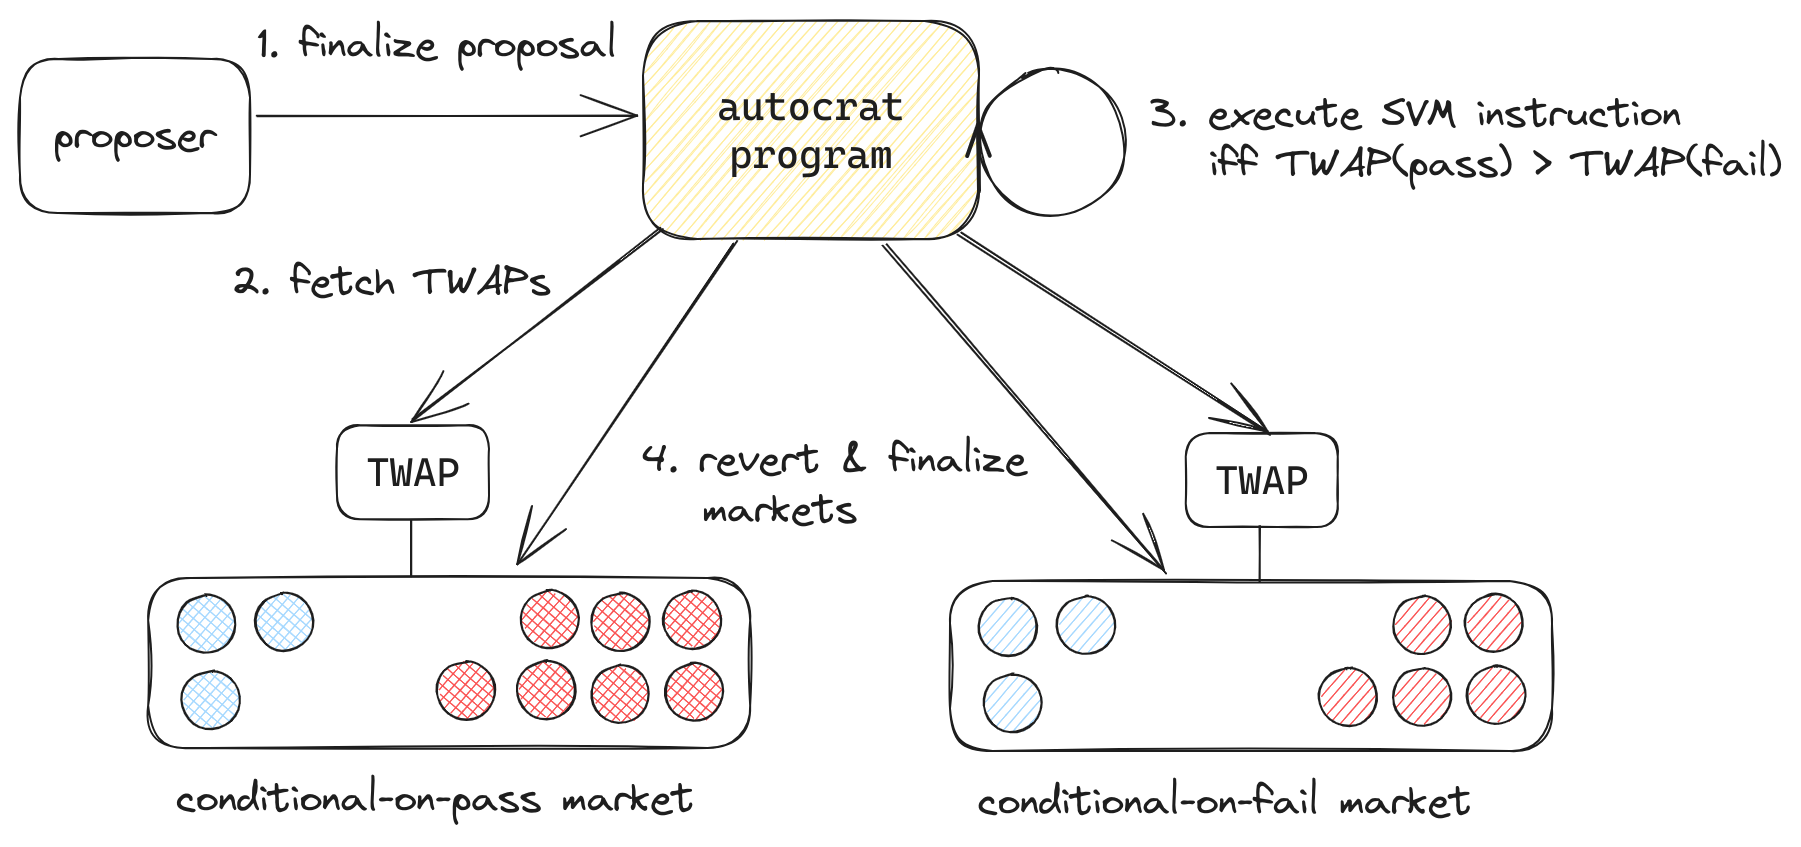 1. finalize proposal
proposer
autocrat
program
3. execute SVM instruction
iff TWAP(pass) > TWAP(fail)
2. fetch TWAPs
4. revert & finalize
markets
TWAP
TWAP
conditional-on-pass market
conditional-on-fail market